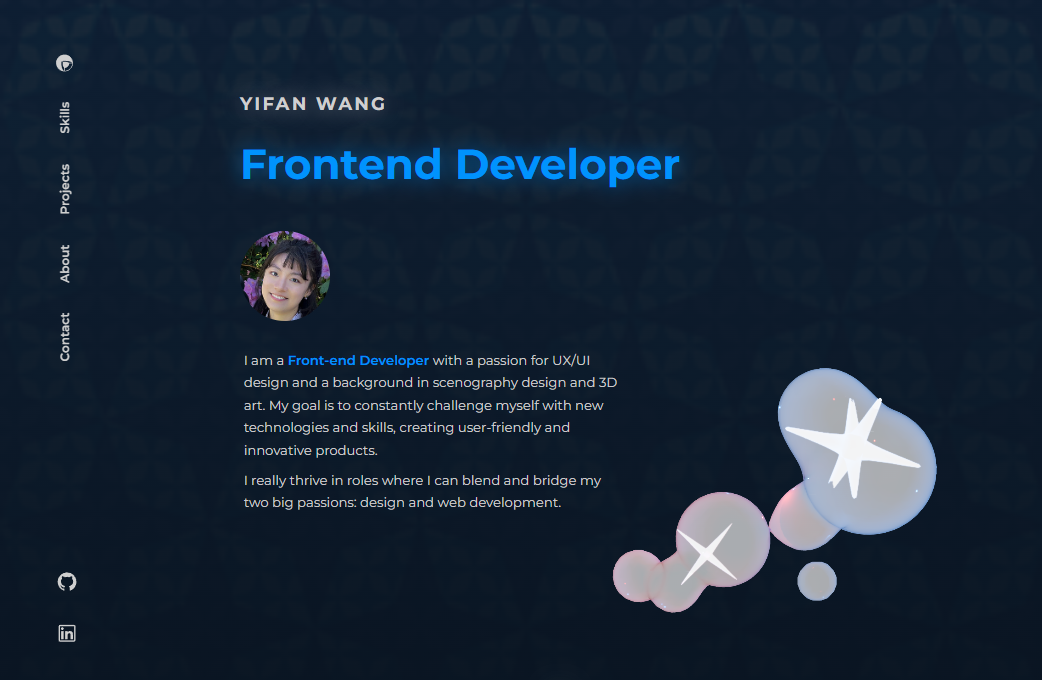 Skills
Projects
About
Contact
YIFAN WANG
Frontend Developer
I am a Front-end Developer with a passion for UX/UI
design and a background in scenography design and 3D
art. My goal is to constantly challenge myself with new
technologies and skills, creating user-friendly and
innovative products.
I really thrive in roles where I can blend and bridge my
two big passions: design and web development.
in